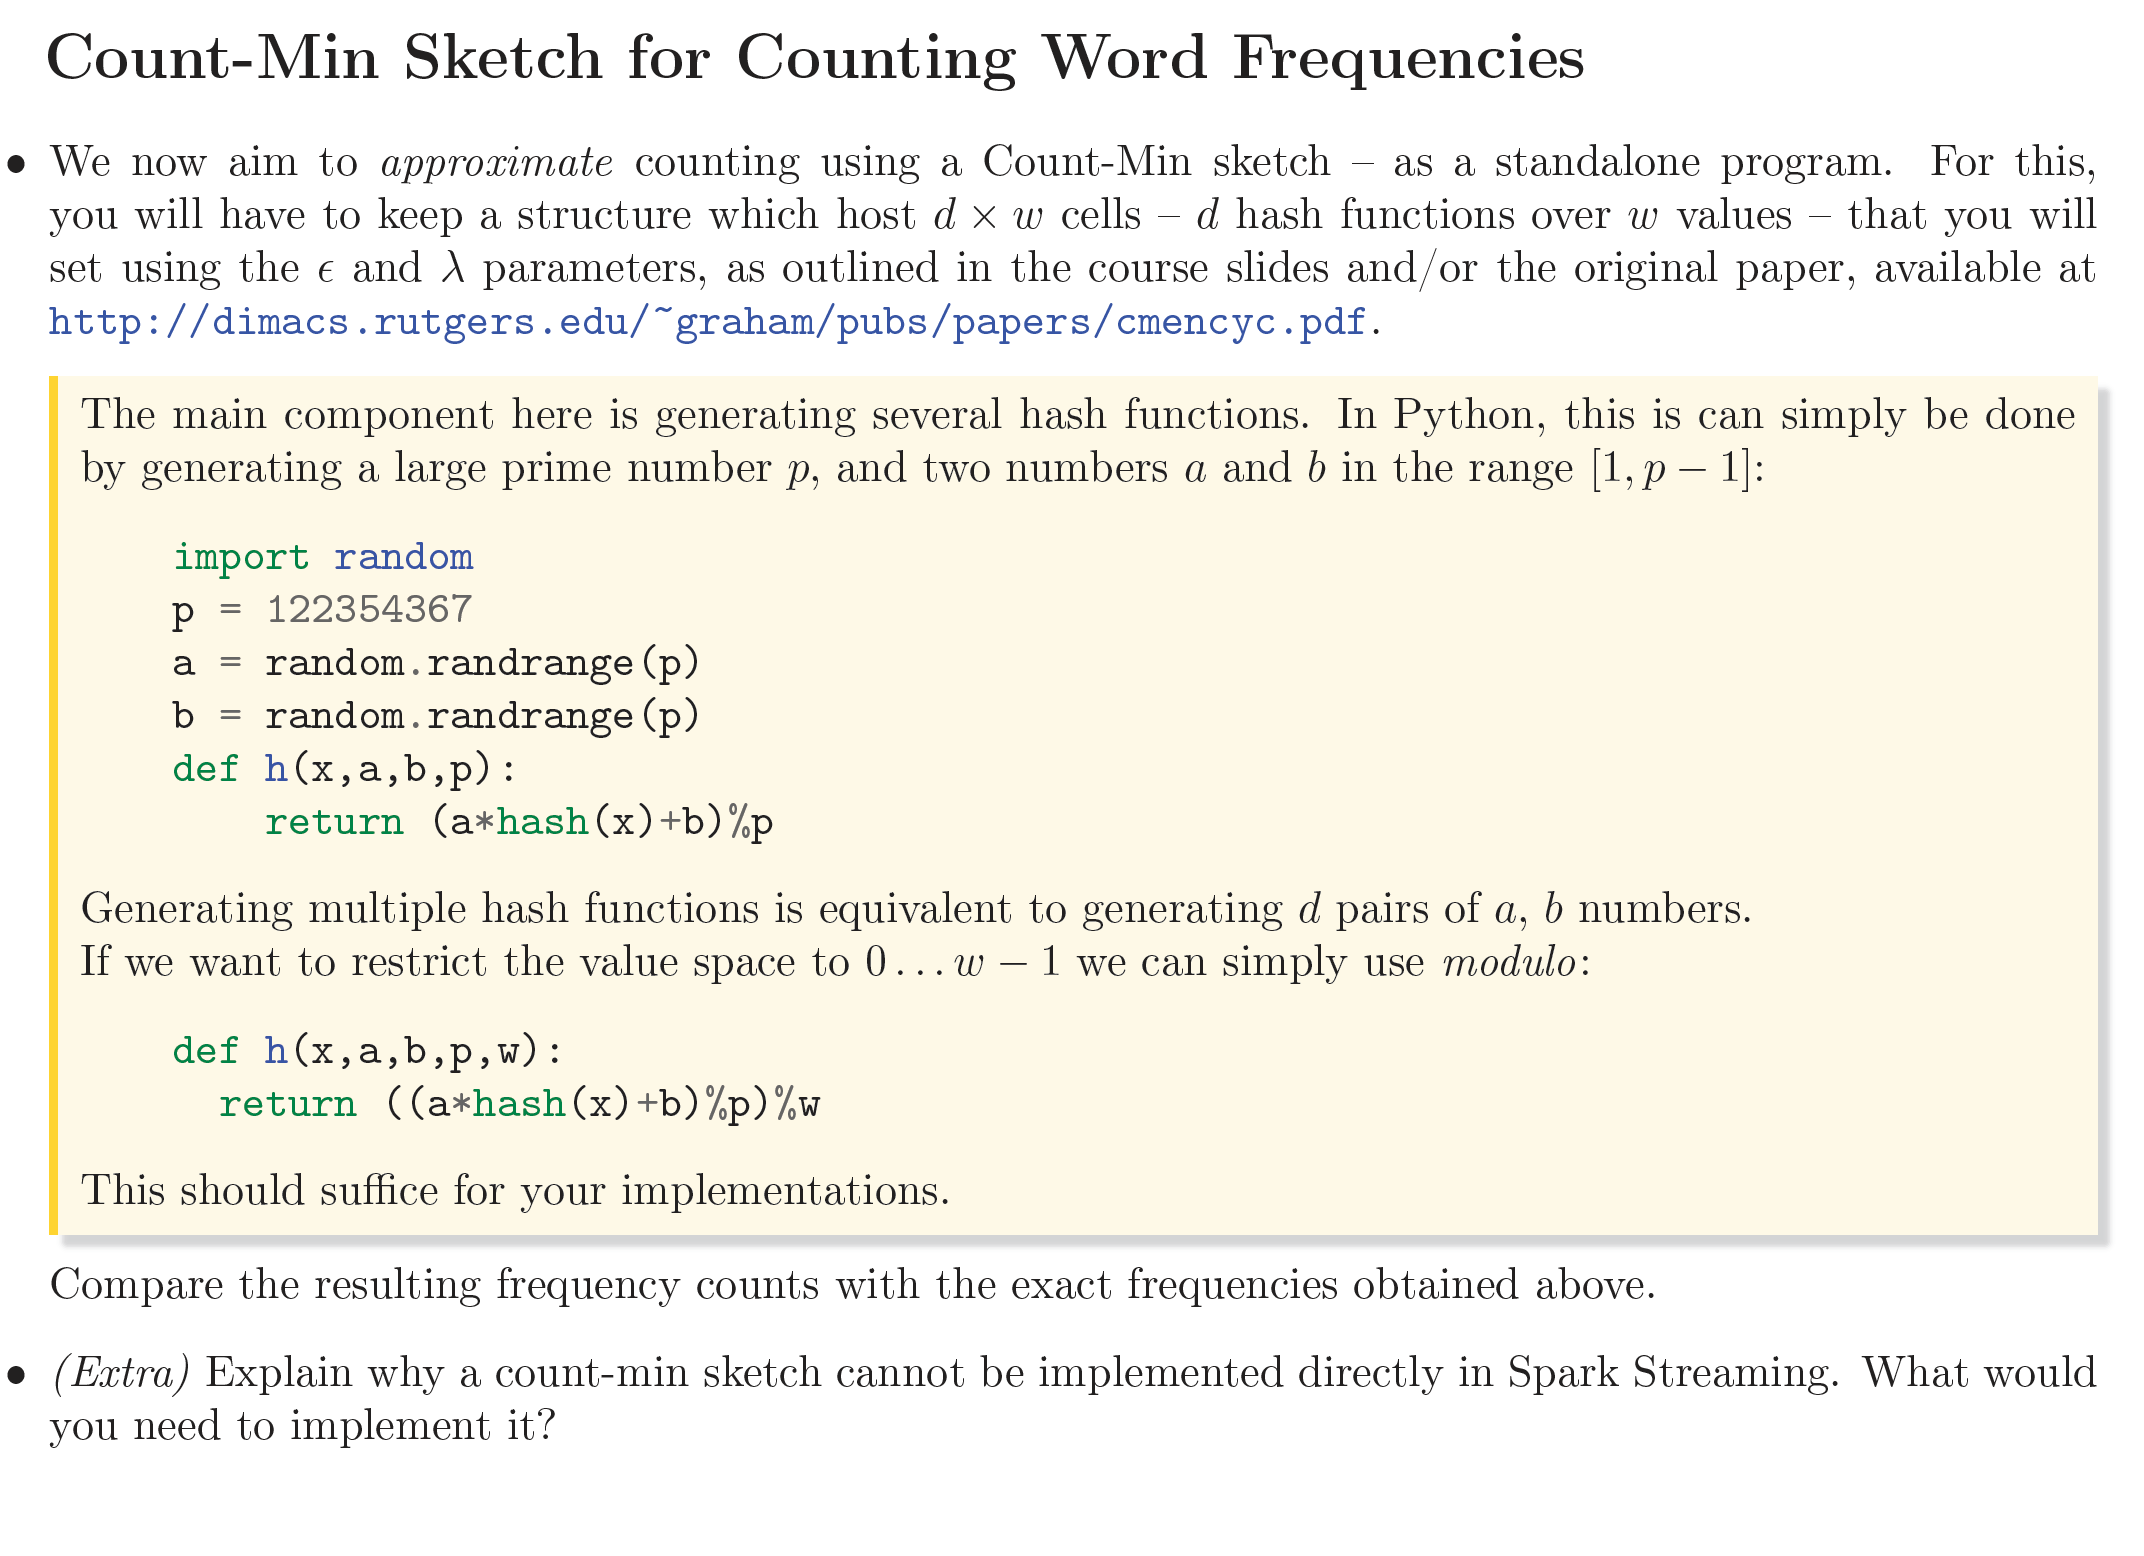 Count-Min Sketch for Counting Word Frequencies
• We now aim to approximate counting using a Count-Min sketch – as a standalone program. For this,
you will have to keep a structure which host d × w cells – d hash functions over w values – that you will
set using the ϵ and λ parameters, as outlined in the course slides and/or the original paper, available at
http://dimacs.rutgers.edu/~graham/pubs/papers/cmencyc.pdf.
The main component here is generating several hash functions. In Python, this is can simply be done
by generating a large prime number p, and two numbers a and b in the range [1, p − 1]:
import random
p = 122354367
a = random.randrange(p)
b = random.randrange(p)
def h(x,a,b,p):
    return (a*hash(x)+b)%p
Generating multiple hash functions is equivalent to generating d pairs of a, b numbers.
If we want to restrict the value space to 0 . . . w − 1 we can simply use modulo:
def h(x,a,b,p,w):
  return ((a*hash(x)+b)%p)%w
This should suffice for your implementations.
Compare the resulting frequency counts with the exact frequencies obtained above.
• (Extra) Explain why a count-min sketch cannot be implemented directly in Spark Streaming. What would
you need to implement it?